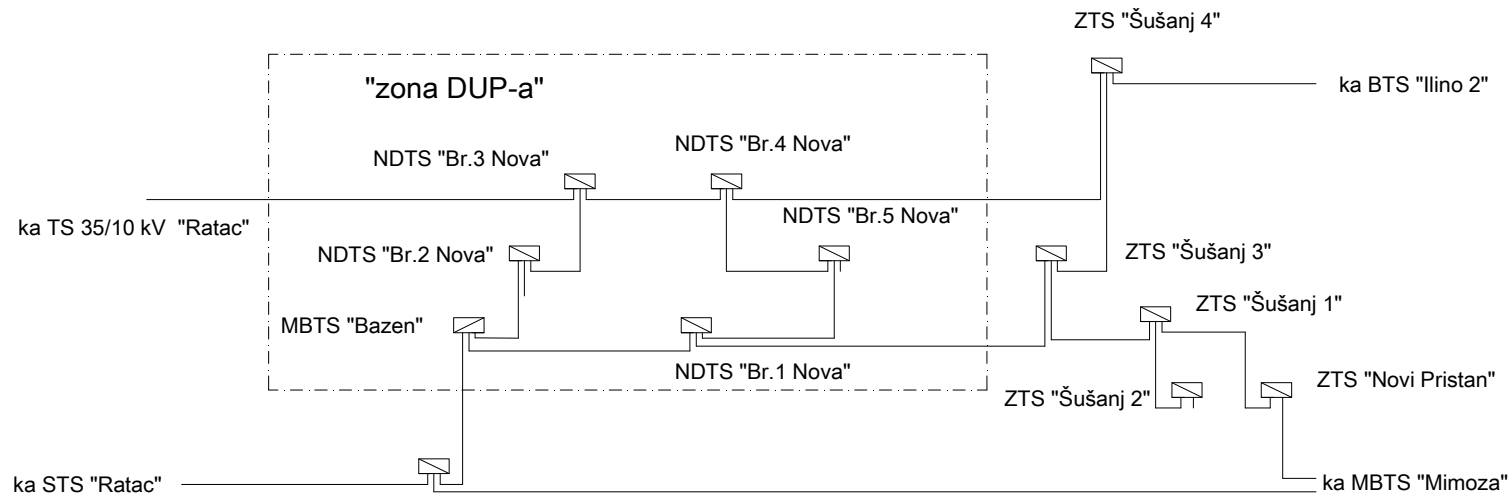 ZTS "Šušanj 4"
"zona DUP-a"
ka BTS "Ilino 2"
NDTS "Br.3 Nova"
NDTS "Br.4 Nova"
ka TS 35/10 kV "Ratac"
NDTS "Br.5 Nova"
NDTS "Br.2 Nova"
ZTS "Šušanj 3"
MBTS "Bazen"
ZTS "Šušanj 1"
NDTS "Br.1 Nova"
ZTS "Novi Pristan"
ZTS "Šušanj 2"
ka STS "Ratac"
ka MBTS "Mimoza"